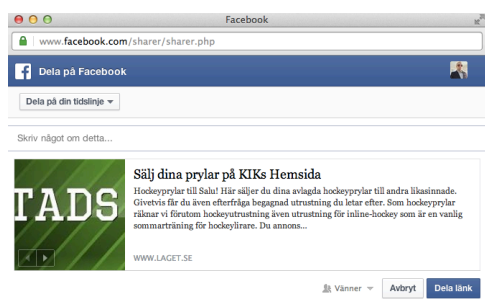 Facebook
www.facebook.com/sharer/sharer.php
f Dela på Facebook
Dela på din tidslinje
Skriv något om detta...
TADS
Sälj dina prylar på KIKs Hemsida
Hockeyprylar till Salu! Här säljer du dina avlagda hockeyprylar till andra likasinnade.
Givetvis får du även efterfråga begagnad utrustning du letar efter. Som hockeyprylar
räknar vi förutom hockeyutrustning även utrustning för inline-hockey som är en vanlig
sommarträning för hockeylirare. Du annons...
WWW.LAGET.SE
Vänner
Avbryt
Dela länk